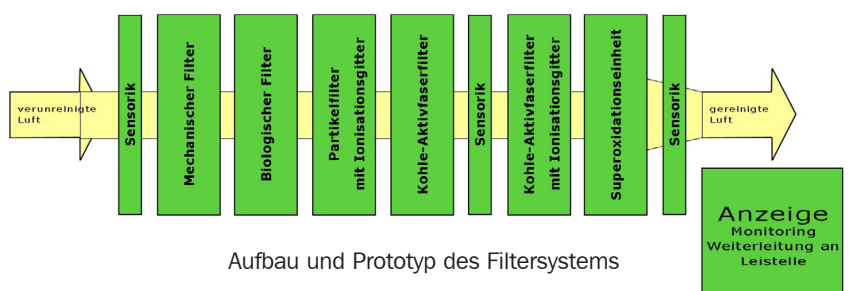 verunreinigte
Luft
Sensorik
Mechanischer Filter
Biologischer Filter
Partikelfilter
mit Ionisationsgitter
Kohle-Aktivfaserfilter
Sensorik
Kohle-Aktivfaserfilter
mit Ionisationsgitter
Superoxidationseinheit
Sensorik
gereinigte
Luft
Anzeige
Monitoring
Weiterleitung an
Leistelle
Aufbau und Prototyp des Filtersystems